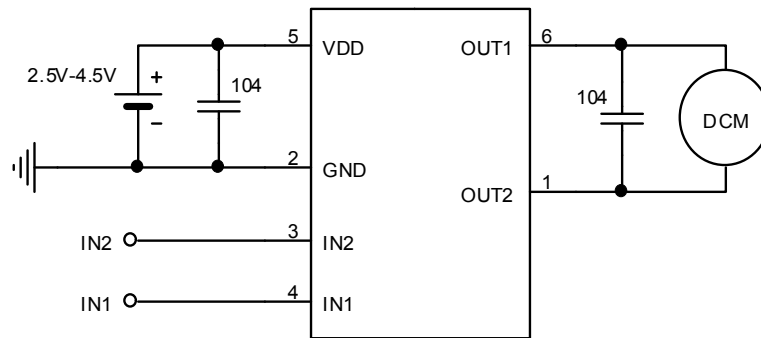 5 VDD OUT1 6
2.5V-4.5V + 104 104 DCM
–
2 GND
OUT2 1
IN2 3 IN2
IN1 4 IN1